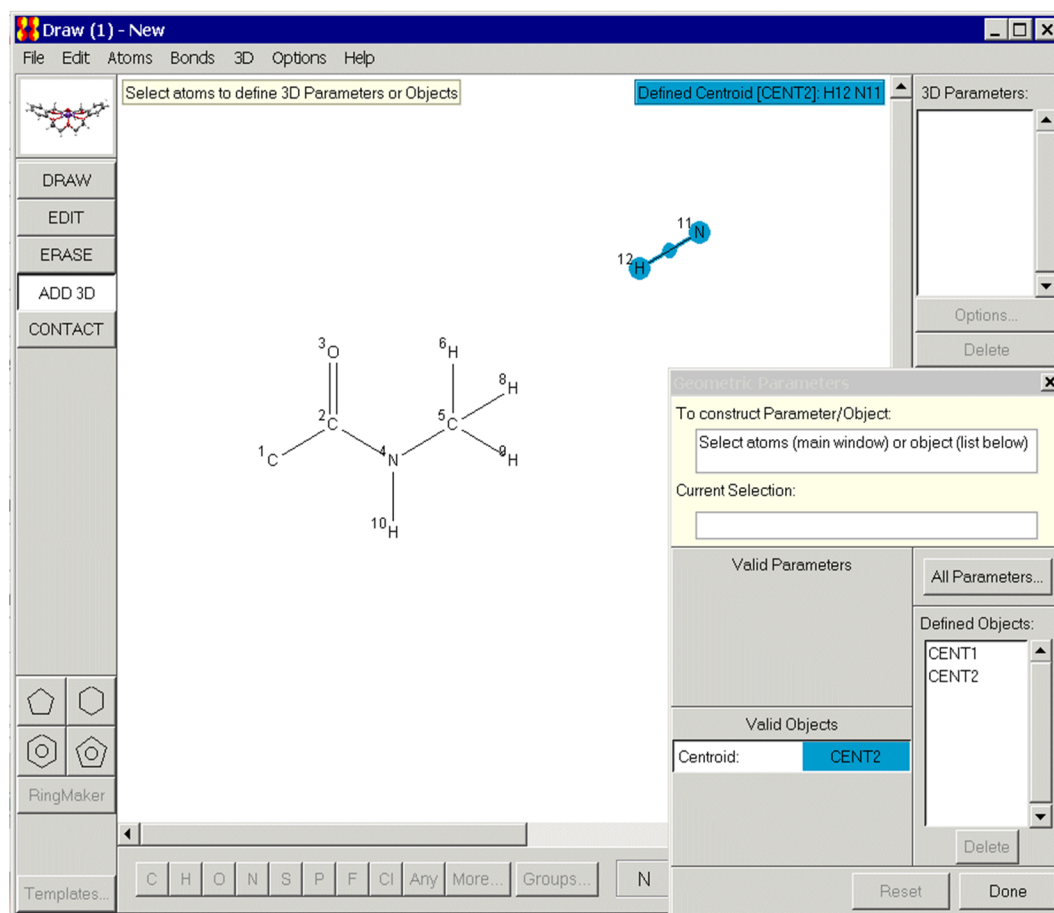 Draw (1) - New
File Edit Atoms Bonds 3D Options Help
Select atoms to define 3D Parameters or Objects
Defined Centroid [CENT2]: H12 N11
3D Parameters:
DRAW
EDIT
ERASE
ADD 3D
CONTACT
11 N
12 H
Options...
Delete
3 O
6 H
8 H
2 C
5 C
1 C
4 N
9 H
10 H
Geometric Parameters
To construct Parameter/Object:
Select atoms (main window) or object (list below)
Current Selection:
Valid Parameters
All Parameters...
Defined Objects:
CENT1
CENT2
Valid Objects
Centroid: CENT2
RingMaker
Delete
Templates...
C H O N S P F Cl Any More... Groups... N
Reset Done